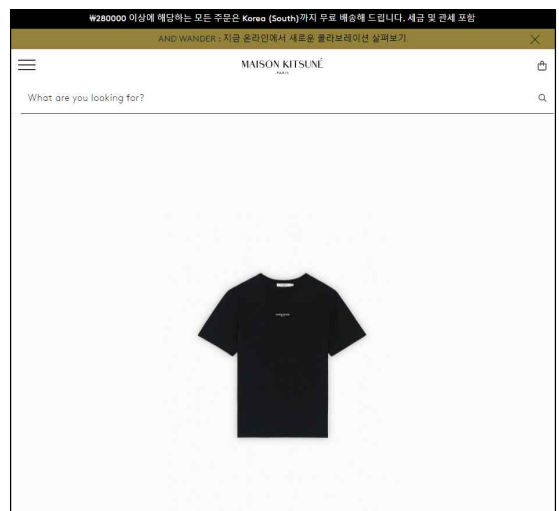 ₩280000 이상에 해당하는 모든 주문은 Korea (South)까지 무료 배송해 드립니다. 세금 및 관세 포함
AND WANDER : 지금 온라인에서 새로운 콜라보레이션 살펴보기
MAISON KITSUNÉ
PARIS
What are you looking for?